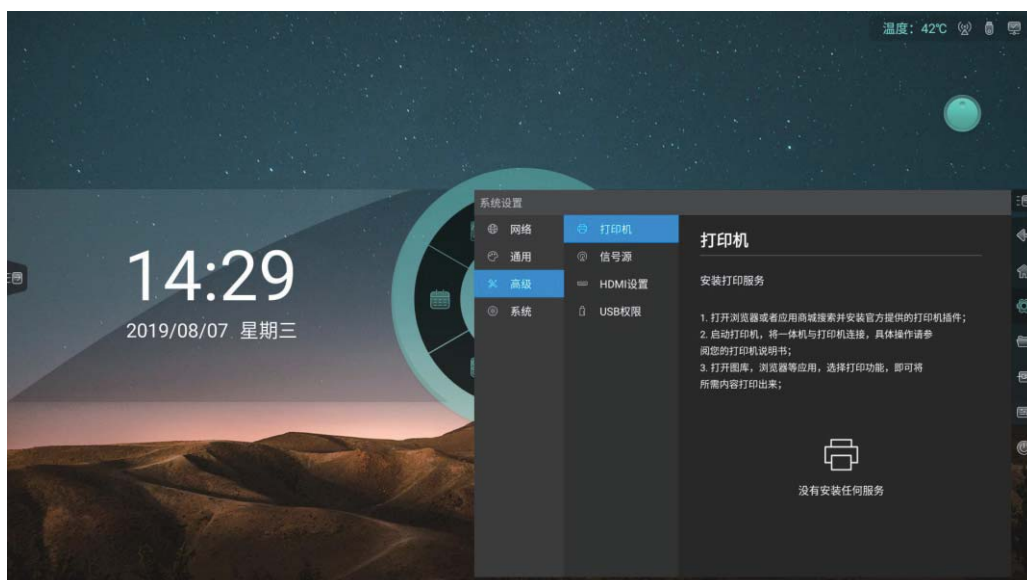 温度：42℃
14:29
2019/08/07 星期三
系统设置
网络
通用
高级
系统
打印机
信号源
HDMI设置
USB权限
打印机
安装打印服务
1. 打开浏览器或者应用商城搜索并安装官方提供的打印机插件；
2. 启动打印机，将一体机与打印机连接，具体操作请参
阅您的打印机说明书；
3. 打开图库，浏览器等应用，选择打印功能，即可将
所需内容打印出来；
没有安装任何服务